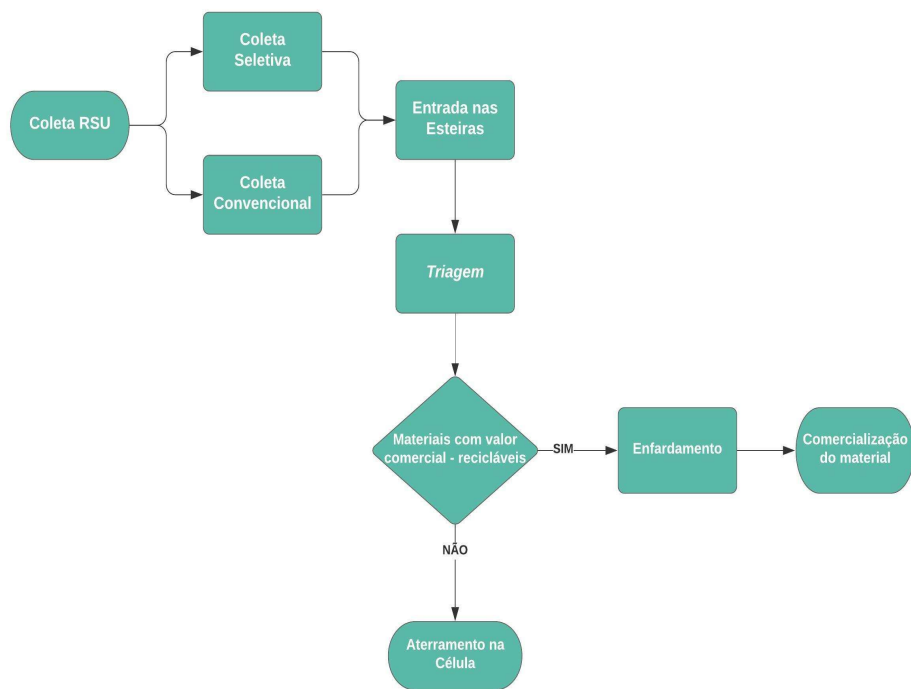 Coleta
Seletiva
Coleta RSU
Entrada nas
Esteiras
Coleta
Convencional
Triagem
Materiais com valor
comercial - recicláveis
SIM
Enfardamento
Comercialização
do material
NÃO
Aterramento na
Célula